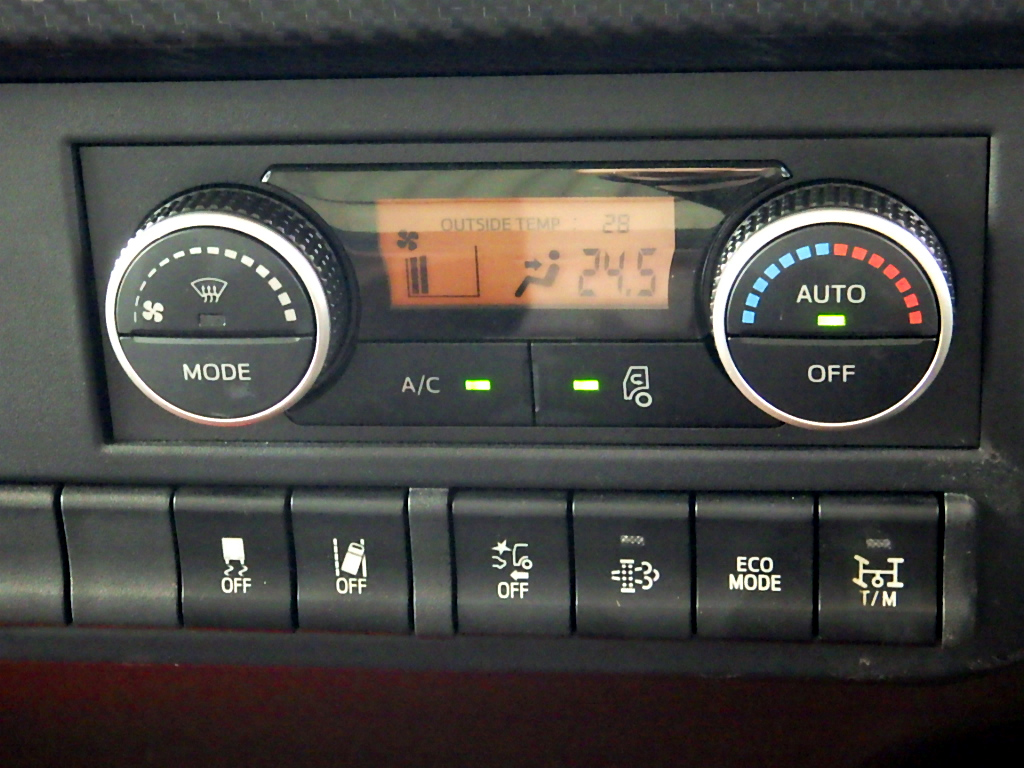 OUTSIDE TEMP 28
24.5
AUTO
MODE
A/C
OFF
OFF
OFF
OFF
ECO
MODE
T/M